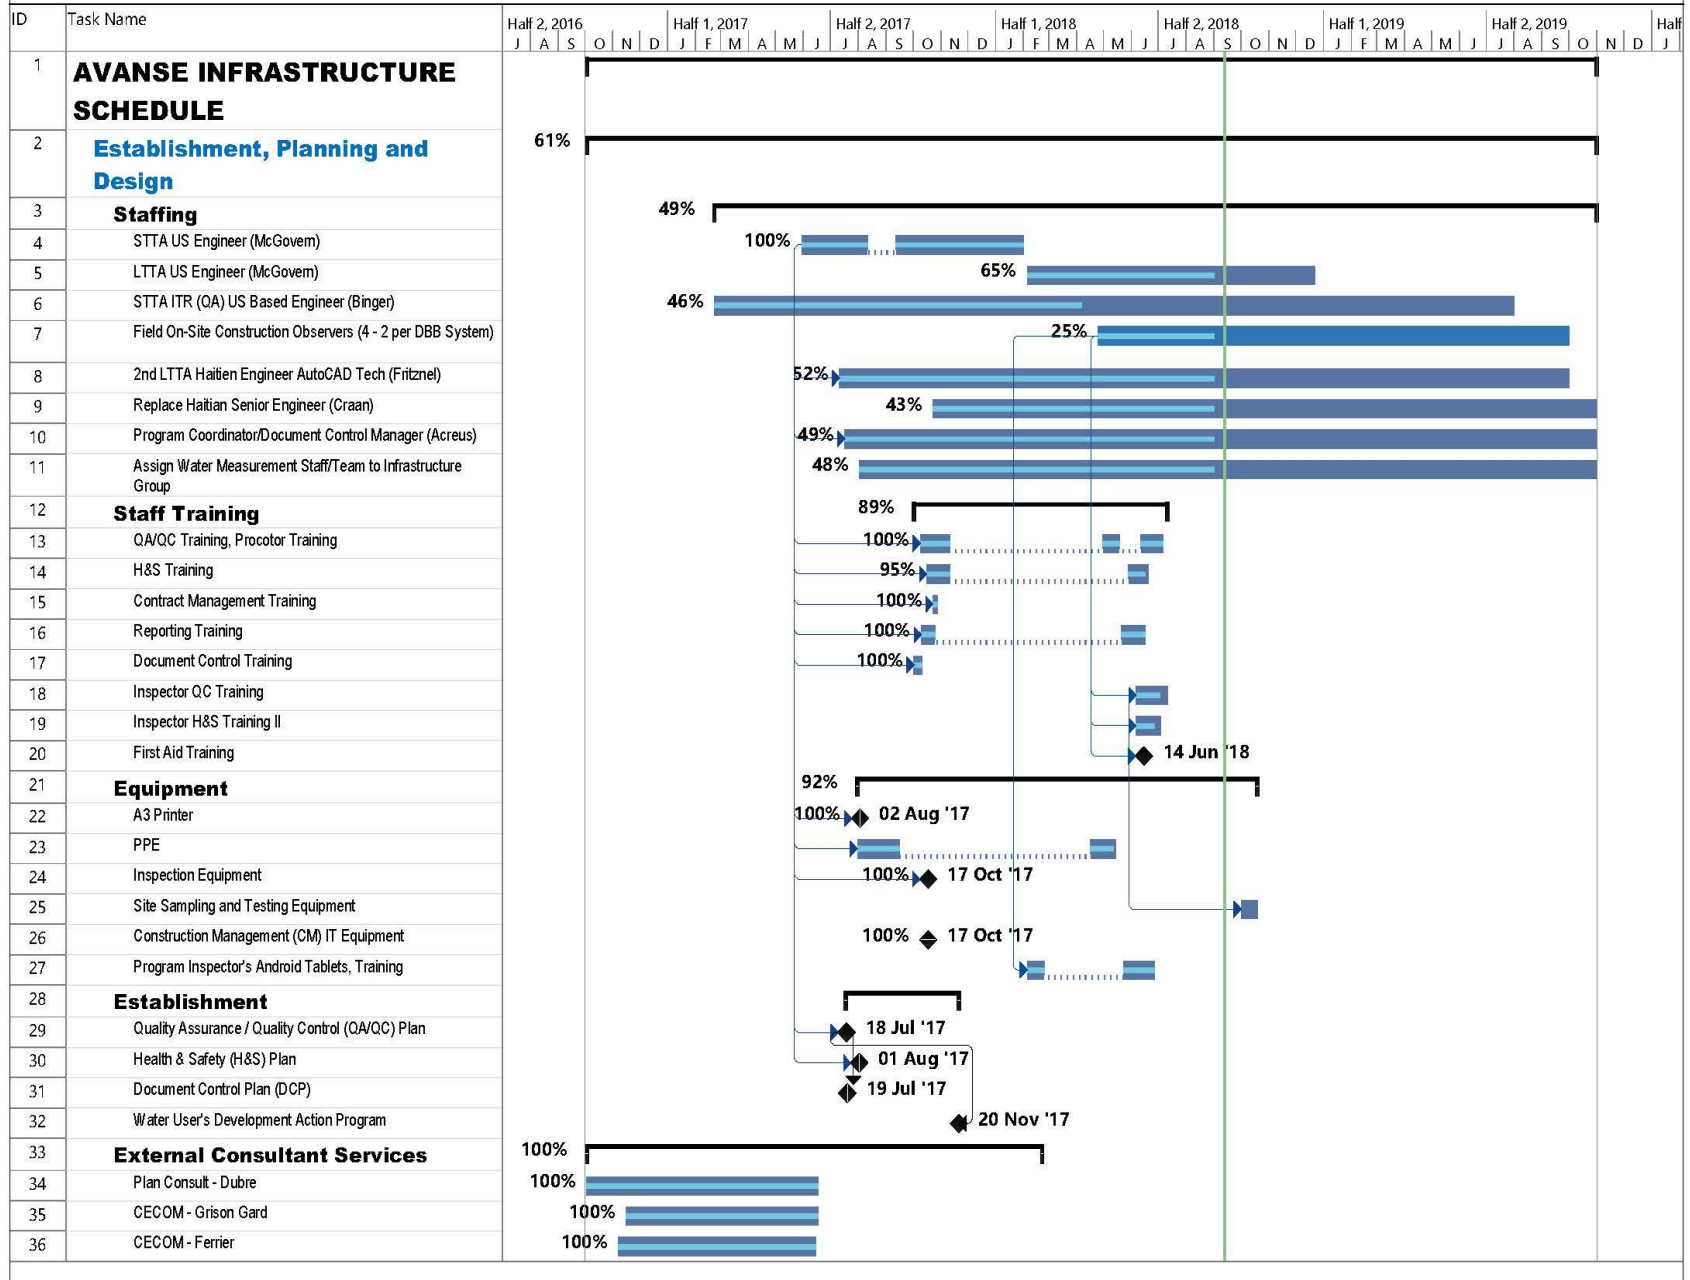 ID Task Name Half 2, 2016 Half 1, 2017 Half 2, 2017 Half 1, 2018 Half 2, 2018 Half 1, 2019 Half 2, 2019 Half
J A S O N D J F M A M J J A S O N D J F M A M J J A S O N D J F M A M J J A S O N D J
1 AVANSE INFRASTRUCTURE
SCHEDULE
2 Establishment, Planning and 61%
Design
3 Staffing 49%
4 STTA US Engineer (McGovern) 100%
5 LTTA US Engineer (McGovern) 65%
6 STTA ITR (QA) US Based Engineer (Binger) 46%
7 Field On-Site Construction Observers (4 - 2 per DBB System) 25%
8 2nd LTTA Haitien Engineer AutoCAD Tech (Fritznel) 52%
9 Replace Haitian Senior Engineer (Craan) 43%
10 Program Coordinator/Document Control Manager (Acreus) 49%
11 Assign Water Measurement Staff/Team to Infrastructure 48%
Group
12 Staff Training 89%
13 QA/QC Training, Procotor Training 100%
14 H&S Training 95%
15 Contract Management Training 100%
16 Reporting Training 100%
17 Document Control Training 100%
18 Inspector QC Training
19 Inspector H&S Training II
20 First Aid Training 14 Jun '18
21 Equipment 92%
22 A3 Printer 100% 02 Aug '17
23 PPE
24 Inspection Equipment 100% 17 Oct '17
25 Site Sampling and Testing Equipment
26 Construction Management (CM) IT Equipment 100% 17 Oct '17
27 Program Inspector's Android Tablets, Training
28 Establishment
29 Quality Assurance / Quality Control (QA/QC) Plan 18 Jul '17
30 Health & Safety (H&S) Plan 01 Aug '17
31 Document Control Plan (DCP) 19 Jul '17
32 Water User's Development Action Program 20 Nov '17
33 External Consultant Services 100%
34 Plan Consult - Dubre 100%
35 CECOM - Grison Gard 100%
36 CECOM - Ferrier 100%